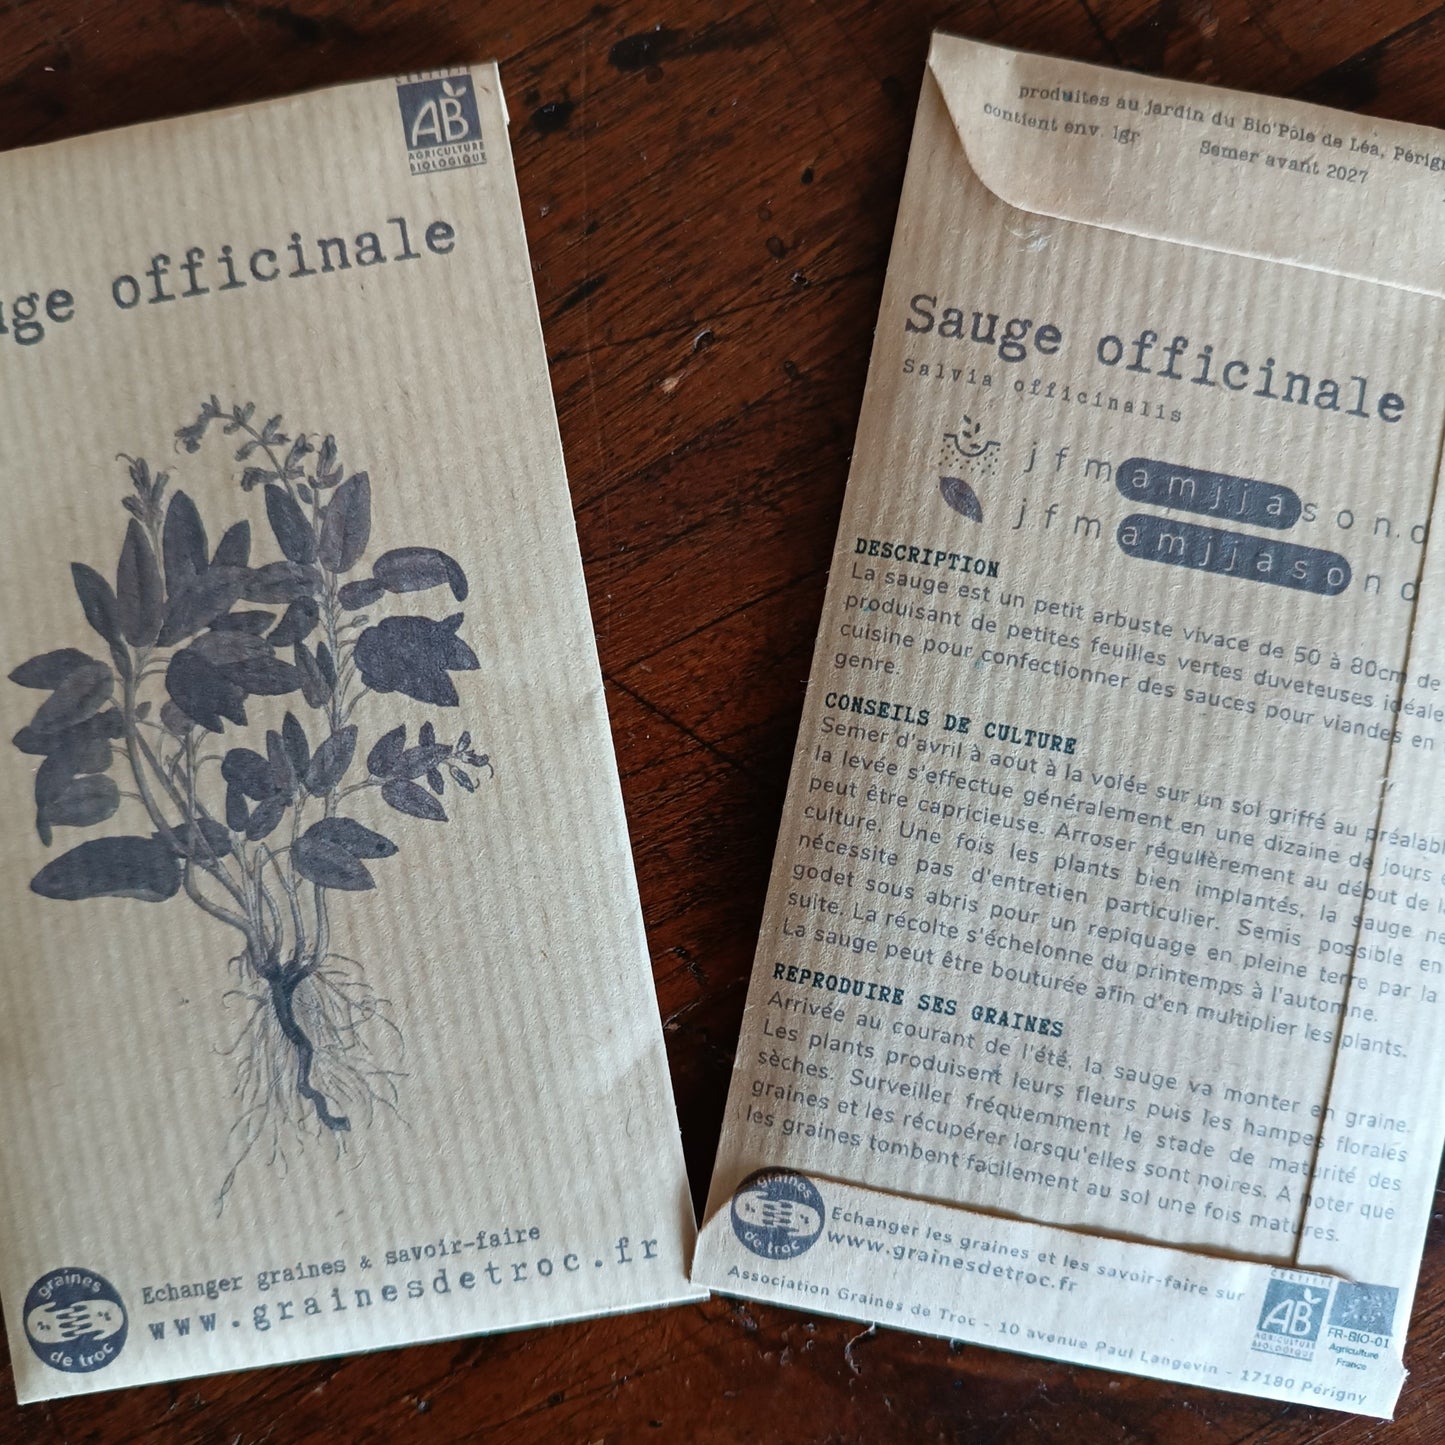 CERTIFIÉ
AB
AGRICULTURE
BIOLOGIQUE
officinale
graines
de troc
Echanger graines & savoir-faire
www.grainesdetroc.fr
produites au jardin du Bio'Pôle de Léa,
contient env. 1gr
Semer avant 2027
Sauge officinale
Salvia officinalis
j f m a m j j a s o n d
j f m a m j j a s o n d
DESCRIPTION
La sauge est un petit arbuste vivace de 50 à 80cm de
produisant de petites feuilles vertes duveteuses
cuisine pour confectionner des sauces pour viandes en
genre.
CONSEILS DE CULTURE
Semer d'avril à aout à la volée sur un sol griffé au
la levée s'effectue généralement en une dizaine de jours
peut être capricieuse. Arroser régulièrement au début de
culture. Une fois les plants bien implantés, la sauge
nécessite pas d'entretien particulier. Semis possible en
godet sous abris pour un repiquage en pleine terre par la
suite. La récolte s'échelonne du printemps à l'automne.
La sauge peut être bouturée afin d'en multiplier les plants.
REPRODUIRE SES GRAINES
Arrivée au courant de l'été, la sauge va monter en graine.
Les plants produisent leurs fleurs puis les hampes florales
sèches. Surveiller fréquemment le stade de maturité des
graines et les récupérer lorsqu'elles sont noires. A noter que
les graines tombent facilement au sol une fois matures.
graines
de troc
Echanger les graines et les savoir-faire sur
www.grainesdetroc.fr
Association Graines de Troc - 10 avenue Paul Langevin - 17180 Périgny
CERTIFIÉ
AB
AGRICULTURE
BIOLOGIQUE
FR-BIO-01
Agriculture
France